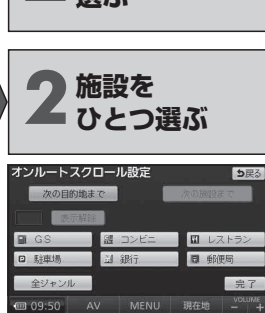 選ぶ
2 施設を
ひとつ選ぶ
オンルートスクロール設定 戻る
次の目的地まで 次の施設まで
表示解除
GS コンビニ レストラン
駐車場 銀行 郵便局
全ジャンル 完了
09:50 AV MENU 現在地 VOLUME － ＋